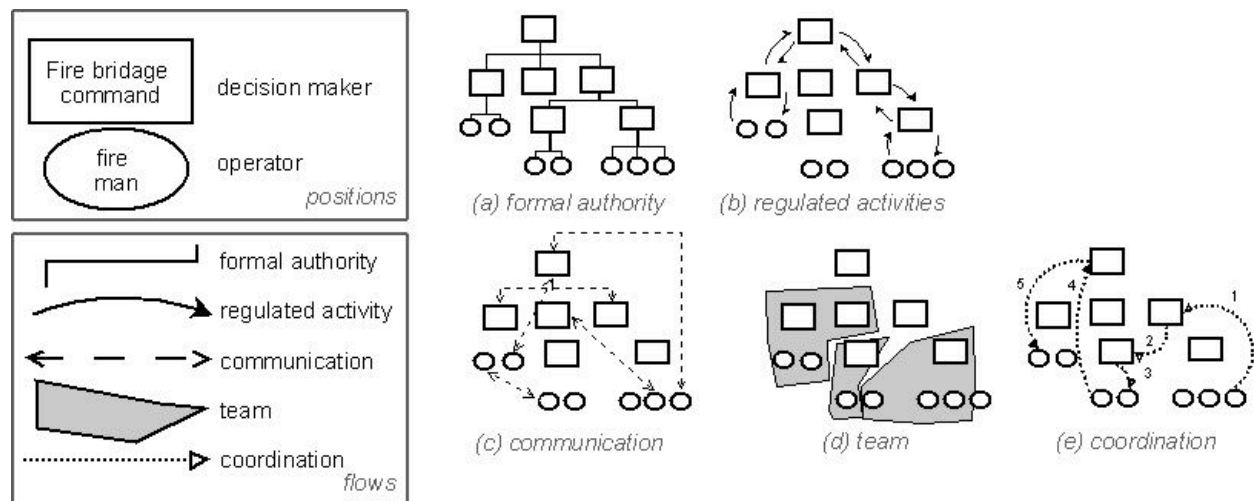 Fire bridage
command
decision maker
fire
man
operator
positions
formal authority
regulated activity
communication
team
coordination
flows
(a) formal authority
(b) regulated activities
(c) communication
(d) team
5
4
1
2
3
(e) coordination